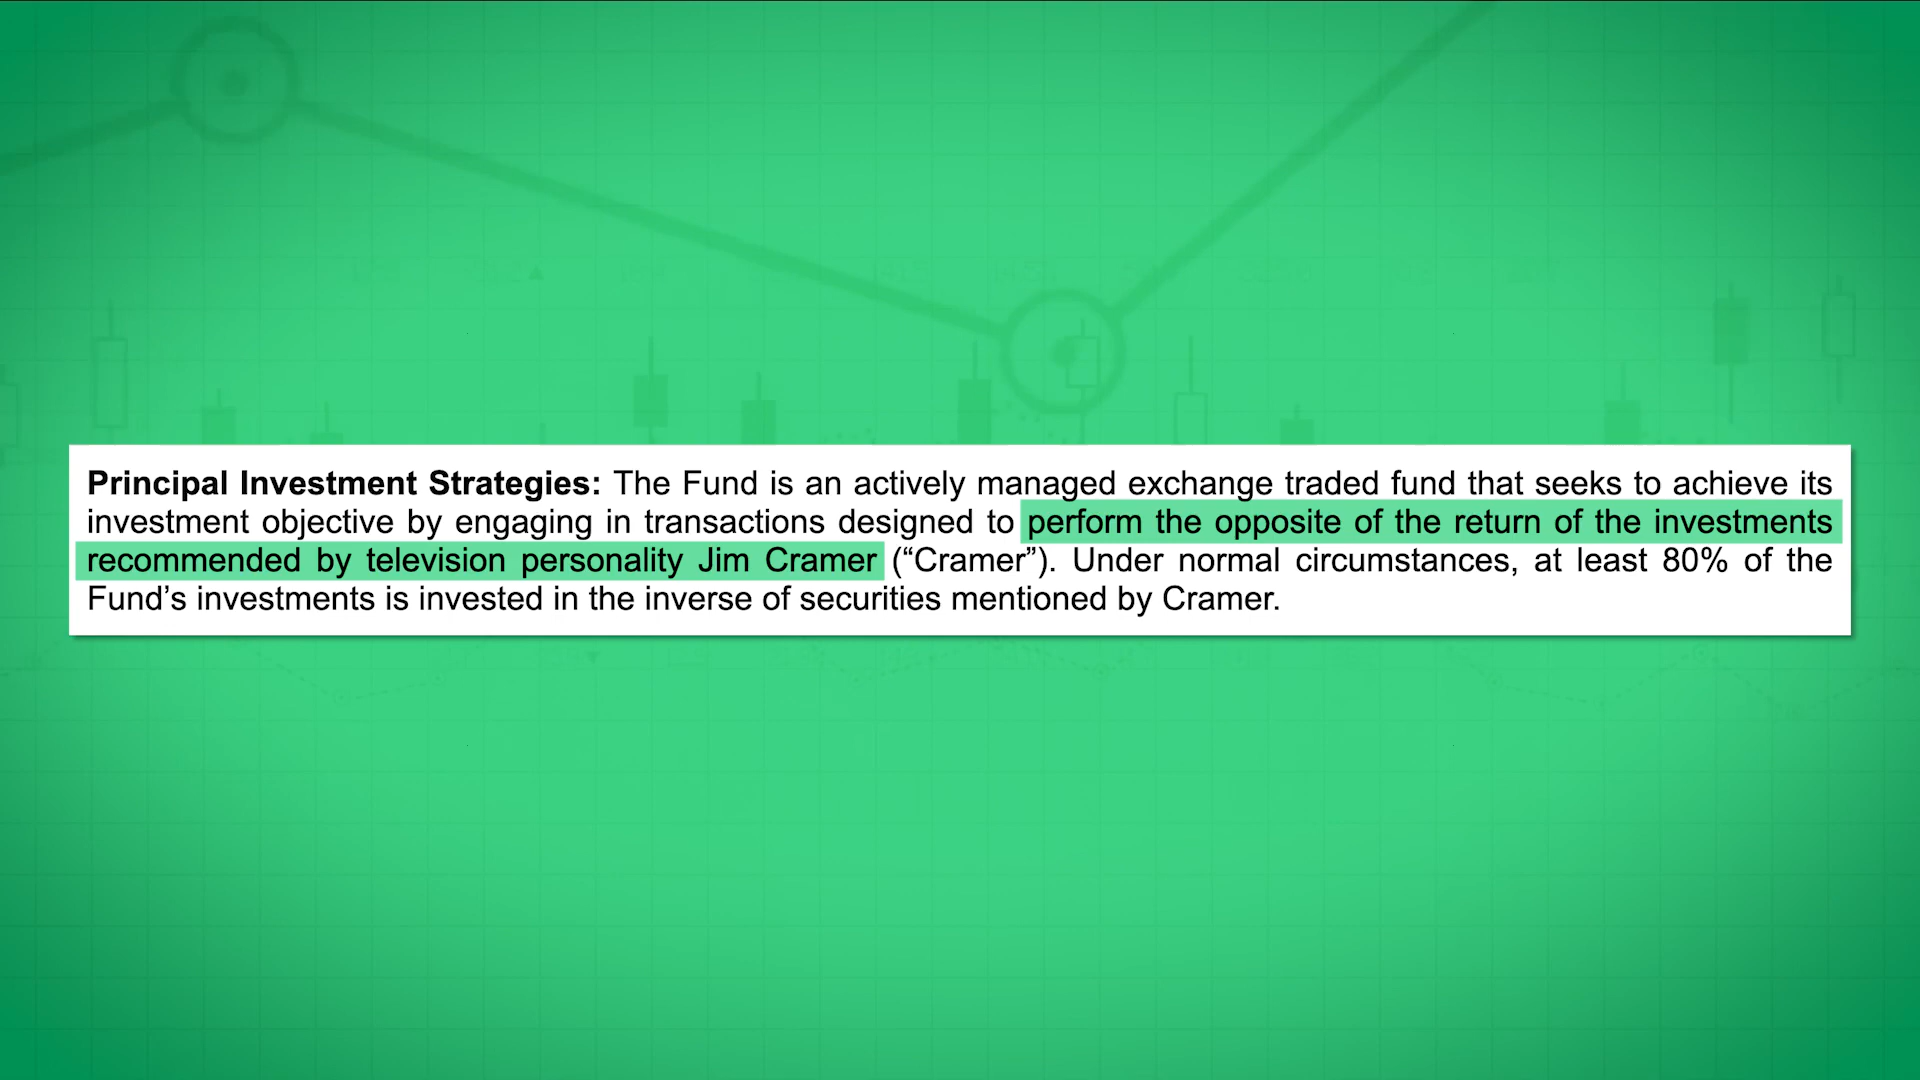 Principal Investment Strategies: The Fund is an actively managed exchange traded fund that seeks to achieve its
investment objective by engaging in transactions designed to perform the opposite of the return of the investments
recommended by television personality Jim Cramer (“Cramer”). Under normal circumstances, at least 80% of the
Fund’s investments is invested in the inverse of securities mentioned by Cramer.